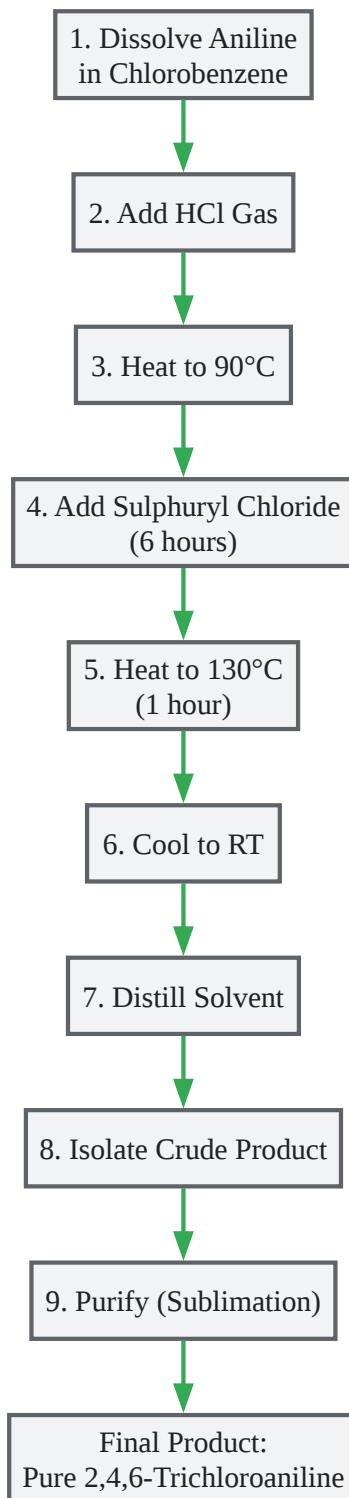 1. Dissolve Aniline
in Chlorobenzene
2. Add HCl Gas
3. Heat to 90°C
4. Add Sulphuryl Chloride
(6 hours)
5. Heat to 130°C
(1 hour)
6. Cool to RT
7. Distill Solvent
8. Isolate Crude Product
9. Purify (Sublimation)
Final Product:
Pure 2,4,6-Trichloroaniline